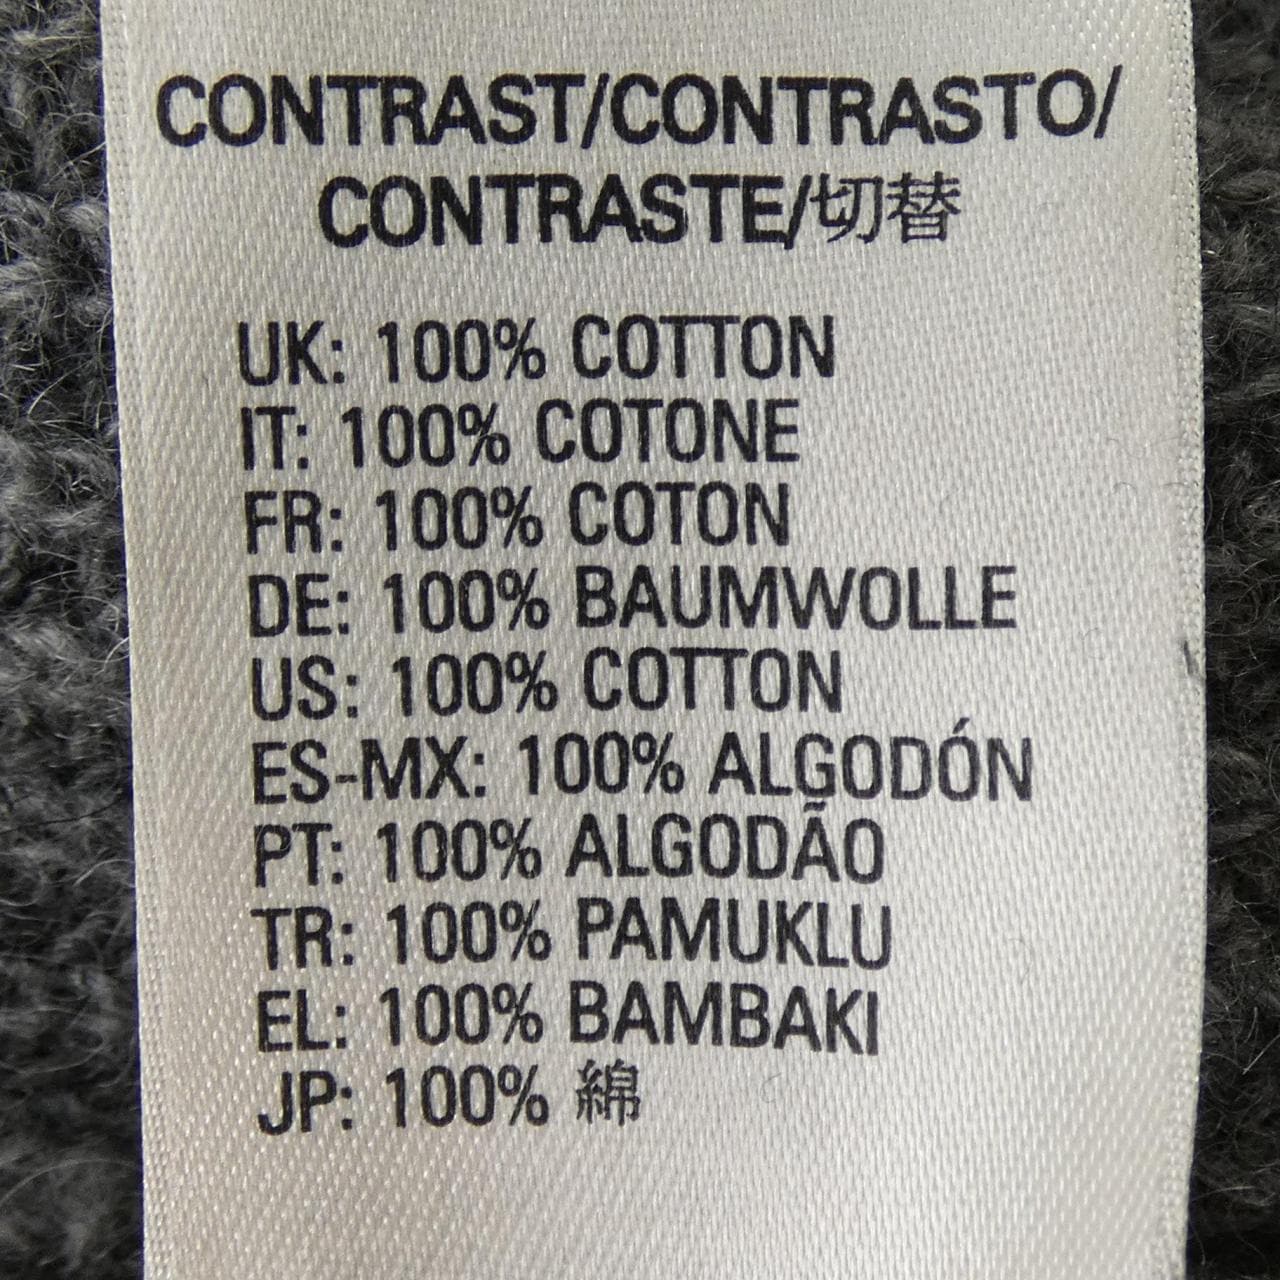 CONTRAST/CONTRASTO/
CONTRASTE/切替
UK: 100% COTTON
IT: 100% COTONE
FR: 100% COTON
DE: 100% BAUMWOLLE
US: 100% COTTON
ES-MX: 100% ALGODÓN
PT: 100% ALGODÃO
TR: 100% PAMUKLU
EL: 100% BAMBAKI
JP: 100% 綿